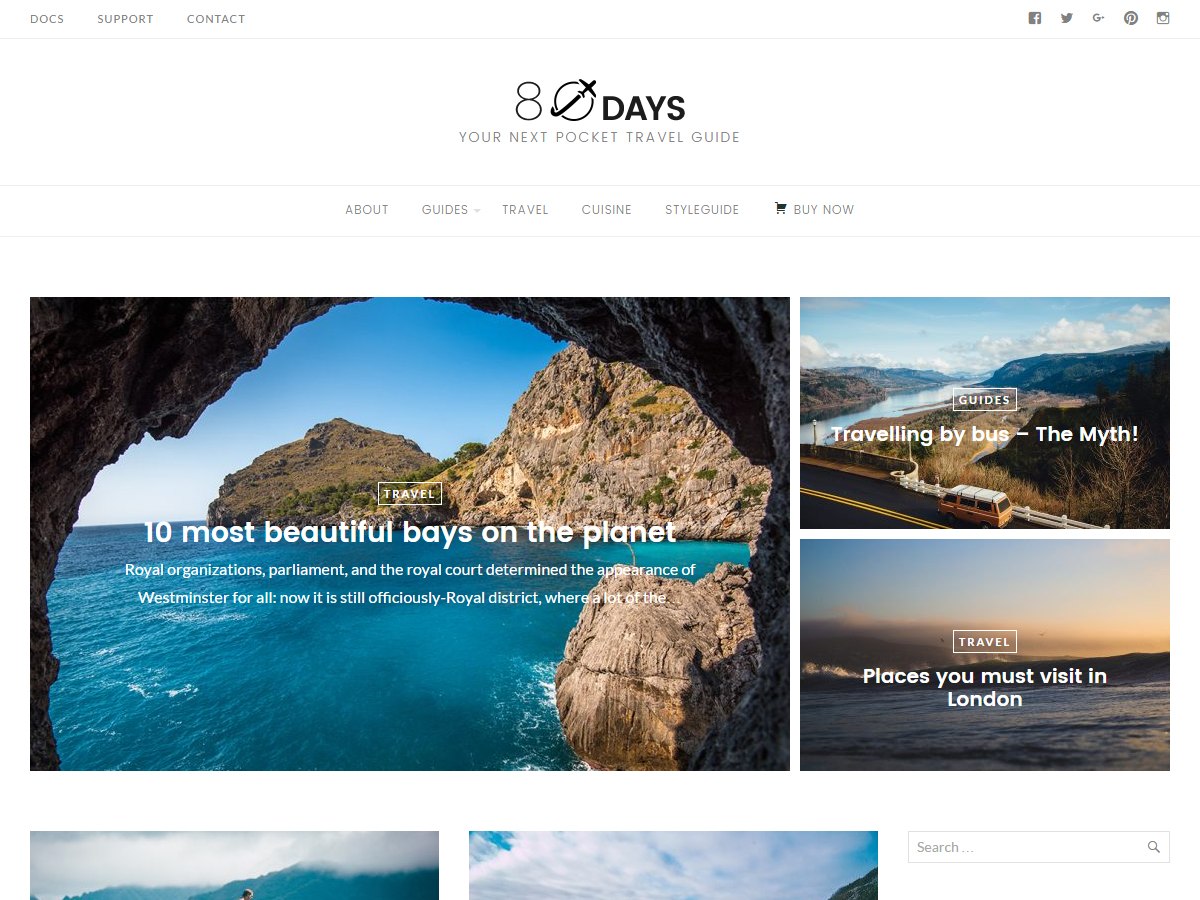 DOCS SUPPORT CONTACT
80 DAYS
YOUR NEXT POCKET TRAVEL GUIDE
ABOUT GUIDES TRAVEL CUISINE STYLEGUIDE BUY NOW
TRAVEL
10 most beautiful bays on the planet
Royal organizations, parliament, and the royal court determined the appearance of
Westminster for all: now it is still officiously-Royal district, where a lot of the
GUIDES
Travelling by bus – The Myth!
TRAVEL
Places you must visit in
London
Search …